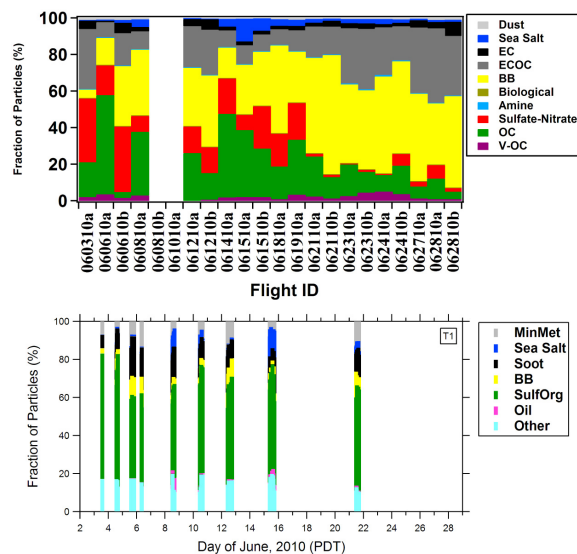 100
80
60
40
20
0
Fraction of Particles (%)
060310a
060610a
060610b
060810a
060810b
061010a
061210a
061210b
061410a
061510a
061510b
061810a
061910a
062110a
062110b
062310a
062310b
062410a
062410b
062710a
062810a
062810b
Flight ID
Dust
Sea Salt
EC
ECOC
BB
Biological
Amine
Sulfate-Nitrate
OC
V-OC
100
80
60
40
20
0
Fraction of Particles (%)
T1
2 4 6 8 10 12 14 16 18 20 22 24 26 28
Day of June, 2010 (PDT)
MinMet
Sea Salt
Soot
BB
SulfOrg
Oil
Other